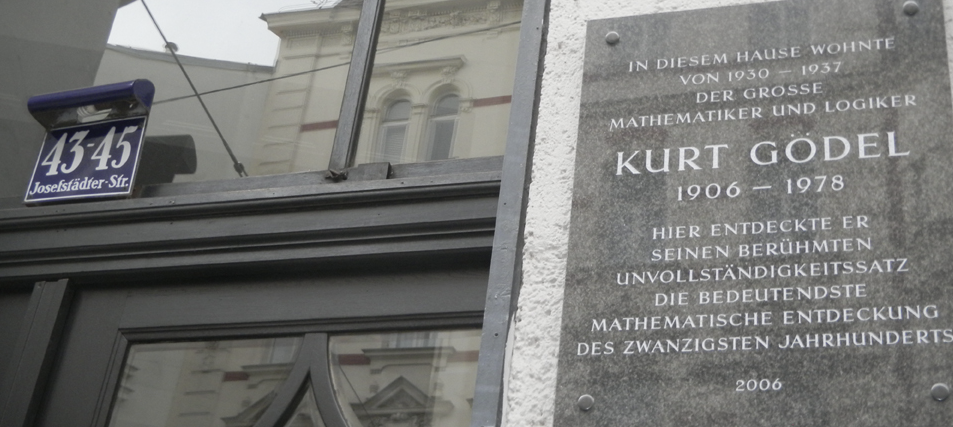 43-45
Josefstädter-Str.
IN DIESEM HAUSE WOHNTE
VON 1930 – 1937
DER GROSSE
MATHEMATIKER UND LOGIKER
KURT GÖDEL
1906 – 1978
HIER ENTDECKTE ER
SEINEN BERÜHMTEN
UNVOLLSTÄNDIGKEITSSATZ
DIE BEDEUTENDSTE
MATHEMATISCHE ENTDECKUNG
DES ZWANZIGSTEN JAHRHUNDERTS
2006